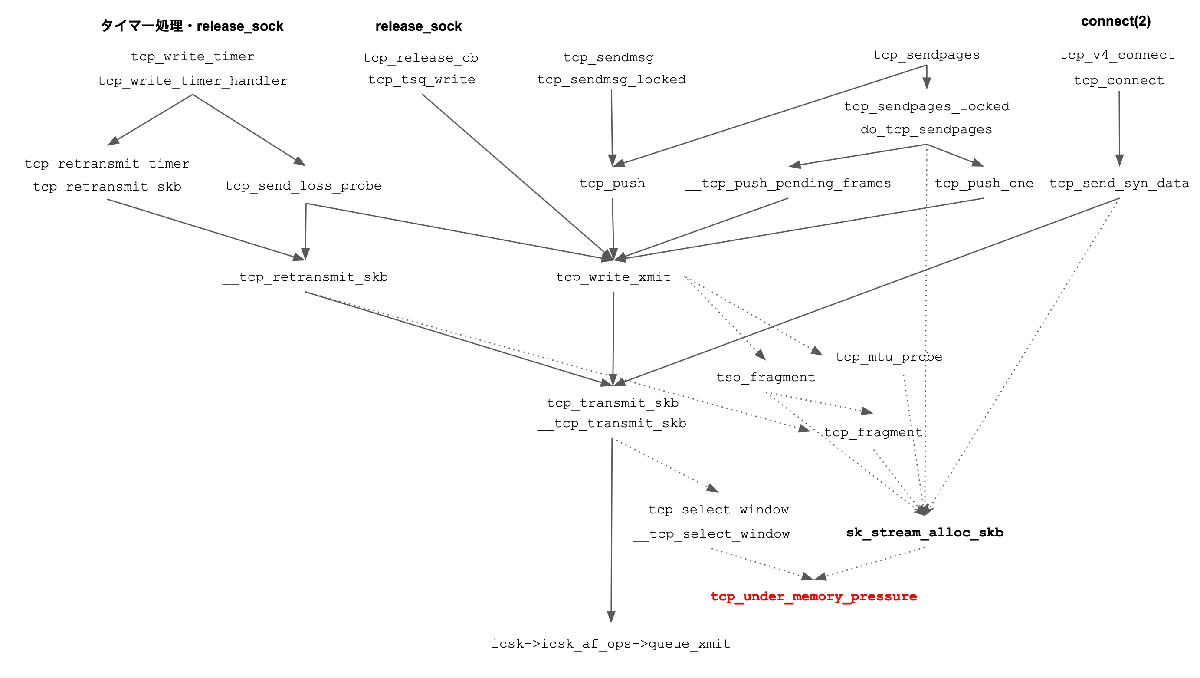 タイマー処理・release_sock
tcp_write_timer
tcp_write_timer_handler
release_sock
tcp_release_cb
tcp_tsq_write
tcp_sendmsg
tcp_sendmsg_locked
tcp_sendpages
tcp_sendpages_locked
do_tcp_sendpages
connect(2)
tcp_v4_connect
tcp_connect
tcp_retransmit_timer
tcp_retransmit_skb
tcp_send_loss_probe
tcp_push
__tcp_push_pending_frames
tcp_push_one
tcp_send_syn_data
__tcp_retransmit_skb
tcp_write_xmit
tcp_mtu_probe
tso_fragment
tcp_transmit_skb
__tcp_transmit_skb
tcp_fragment
tcp_select_window
__tcp_select_window
sk_stream_alloc_skb
tcp_under_memory_pressure
icsk->icsk_af_ops->queue_xmit